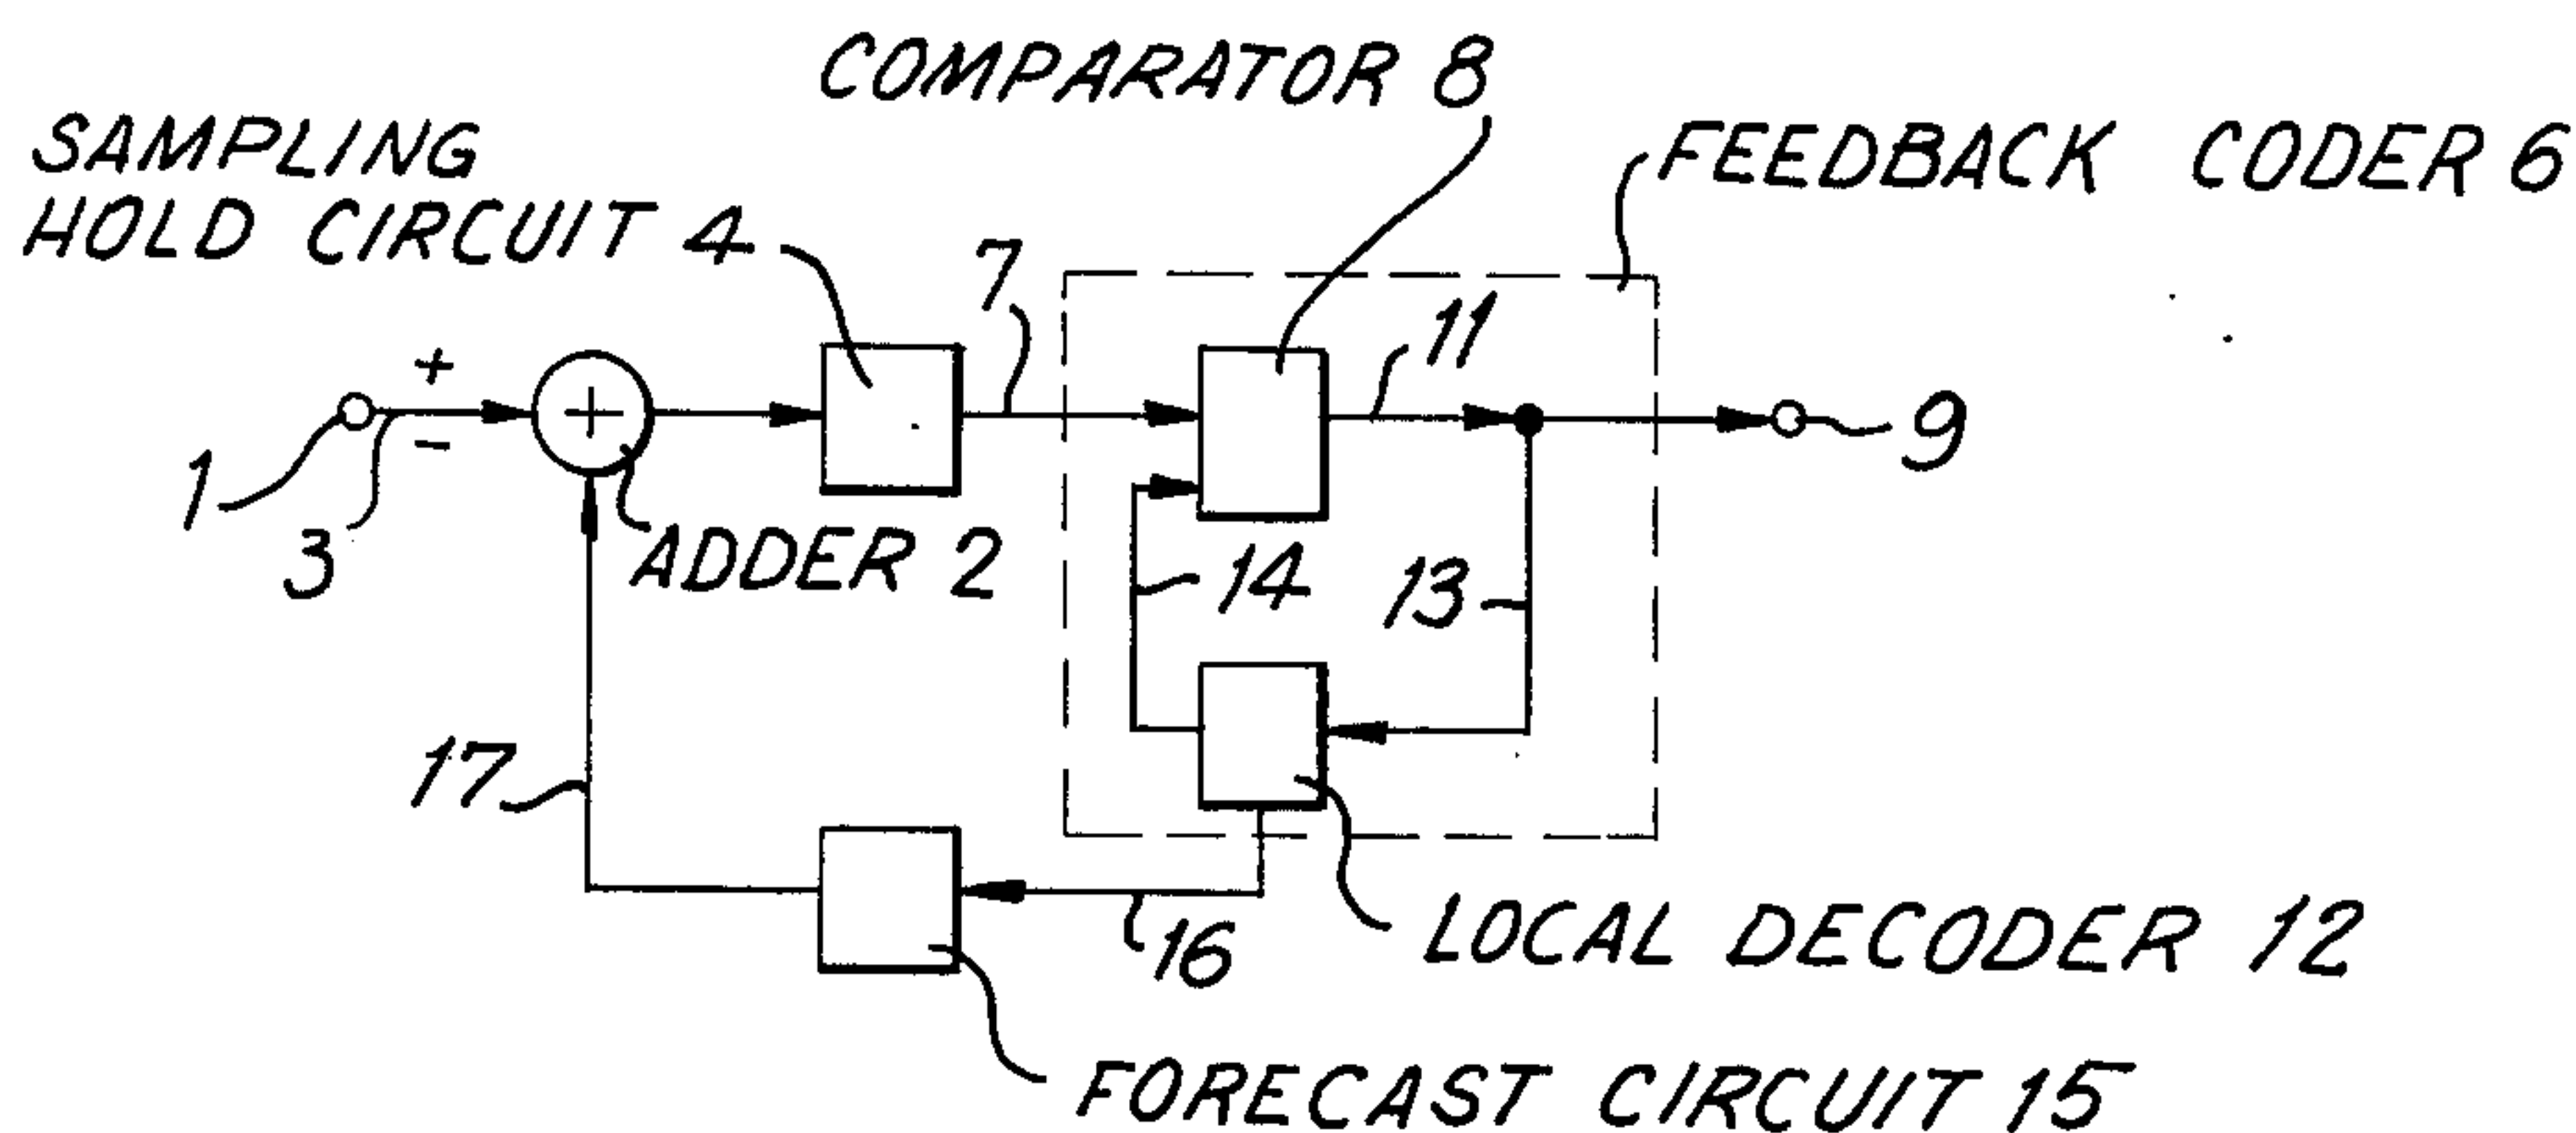 COMPARATOR 8
SAMPLING
HOLD CIRCUIT 4
FEEDBACK CODER 6
7
11
+
-
+
1
3
9
ADDER 2
14
13
17
16
LOCAL DECODER 12
FORECAST CIRCUIT 15